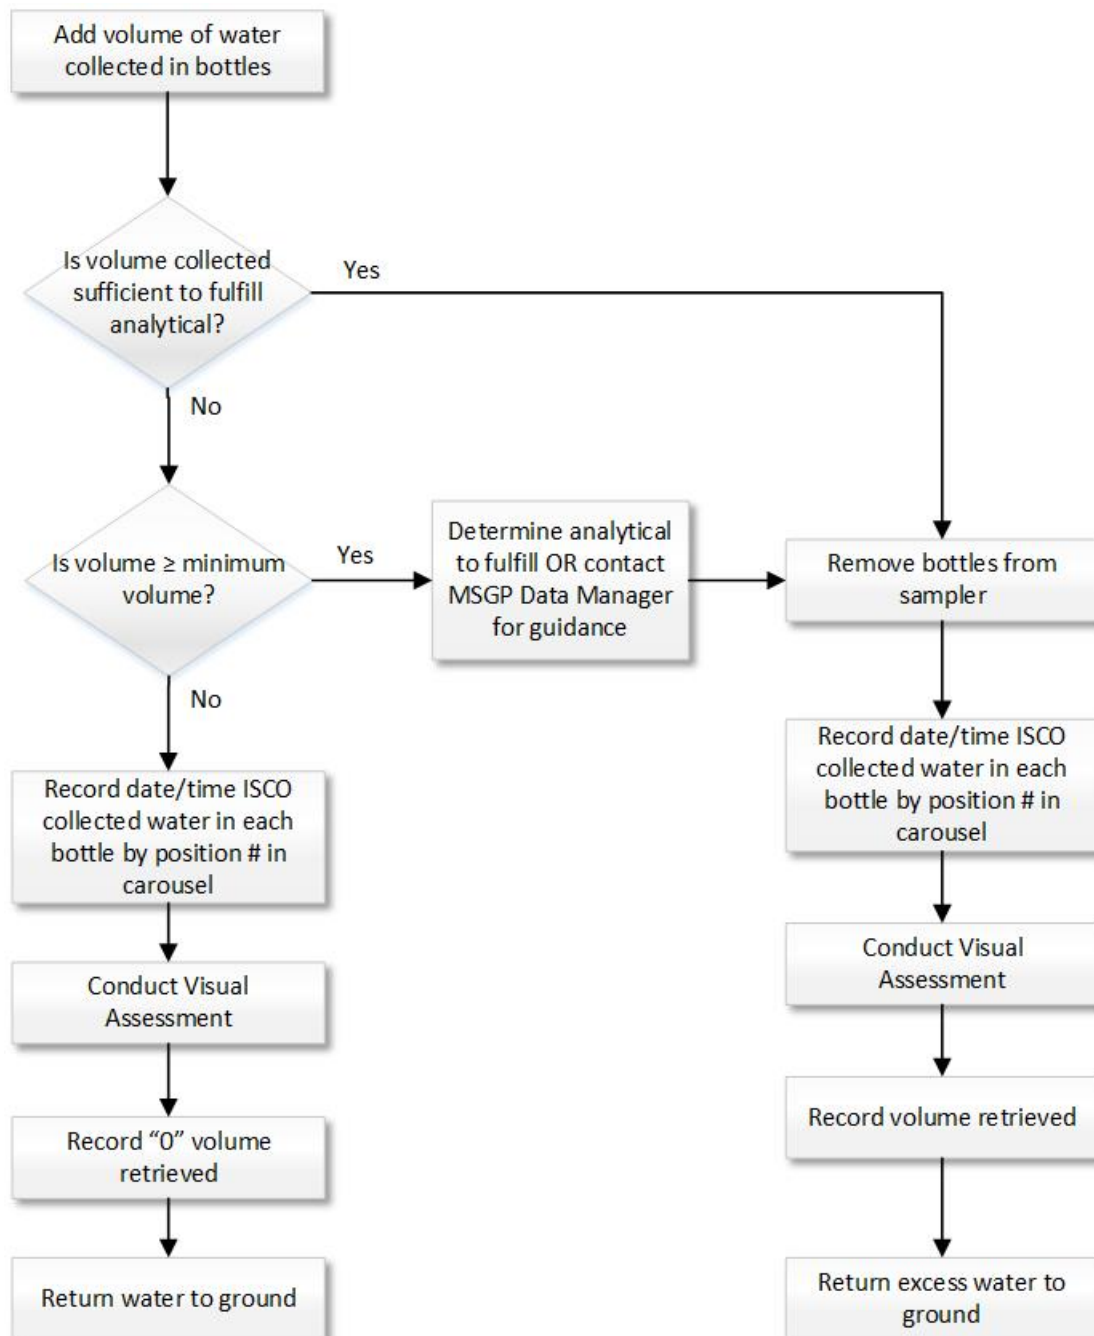 Add volume of water
collected in bottles
Is volume collected
sufficient to fulfill
analytical?
Yes
No
Is volume ≥ minimum
volume?
Yes
Determine analytical
to fulfill OR contact
MSGP Data Manager
for guidance
Remove bottles from
sampler
No
Record date/time ISCO
collected water in each
bottle by position # in
carousel
Conduct Visual
Assessment
Record “0” volume
retrieved
Return water to ground
Record date/time ISCO
collected water in each
bottle by position # in
carousel
Conduct Visual
Assessment
Record volume retrieved
Return excess water to
ground